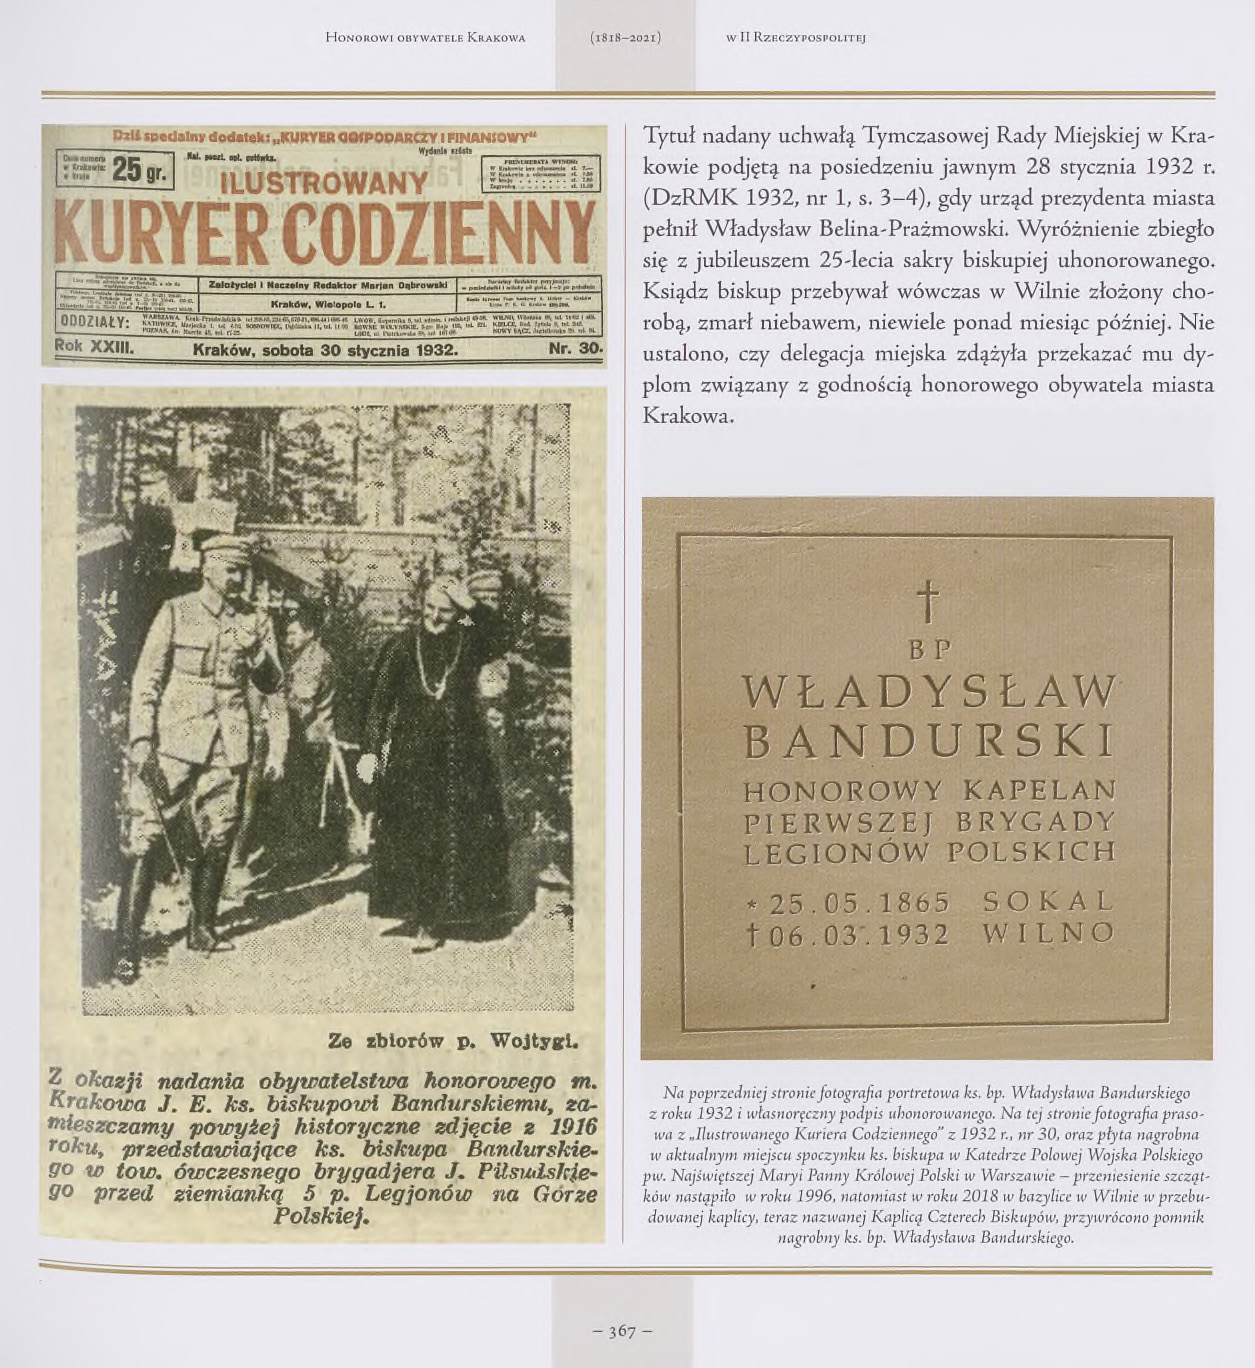 Honorowi obywatele Krakowa (1818–2021) w II Rzeczypospolitej
Dziś specjalny dodatek: „KURYER GOSPODARCZY I FINANSOWY"
Cena numeru
w Krakowie:
w kraju
25 gr.
Nal. poczt. opł. gotówką.
Wydanie szóste
PRENUMERATA WYNOSI
ILUSTROWANY
KURYER CODZIENNY
Założyciel i Naczelny Redaktor Marjan Dąbrowski
Kraków, Wielopole L. 1.
ODDZIAŁY:
Rok XXIII. Kraków, sobota 30 stycznia 1932. Nr. 30.
Ze zbiorów p. Wojtygi.
Z okazji nadania obywatelstwa honorowego m.
Krakowa J. E. ks. biskupowi Bandurskiemu, za-
mieszczamy powyżej historyczne zdjęcie z 1916
roku, przedstawiające ks. biskupa Bandurskie-
go w tow. ówczesnego brygadjera J. Piłsudskie-
go przed ziemianką 5 p. Legjonów na Górze
Polskiej.
Tytuł nadany uchwałą Tymczasowej Rady Miejskiej w Kra-
kowie podjętą na posiedzeniu jawnym 28 stycznia 1932 r.
(DzRMK 1932, nr 1, s. 3–4), gdy urząd prezydenta miasta
pełnił Władysław Belina-Prażmowski. Wyróżnienie zbiegło
się z jubileuszem 25-lecia sakry biskupiej uhonorowanego.
Ksiądz biskup przebywał wówczas w Wilnie złożony cho-
robą, zmarł niebawem, niewiele ponad miesiąc później. Nie
ustalono, czy delegacja miejska zdążyła przekazać mu dy-
plom związany z godnością honorowego obywatela miasta
Krakowa.
BP
WŁADYSŁAW
BANDURSKI
HONOROWY KAPELAN
PIERWSZEJ BRYGADY
LEGIONÓW POLSKICH
* 25.05.1865 SOKAL
† 06.03.1932 WILNO
Na poprzedniej stronie fotografia portretowa ks. bp. Władysława Bandurskiego
z roku 1932 i własnoręczny podpis uhonorowanego. Na tej stronie fotografia praso-
wa z „Ilustrowanego Kuriera Codziennego" z 1932 r., nr 30, oraz płyta nagrobna
w aktualnym miejscu spoczynku ks. biskupa w Katedrze Polowej Wojska Polskiego
pw. Najświętszej Maryi Panny Królowej Polski w Warszawie – przeniesienie szcząt-
ków nastąpiło w roku 1996, natomiast w roku 2018 w bazylice w Wilnie w przebu-
dowanej kaplicy, teraz nazwanej Kaplicą Czterech Biskupów, przywrócono pomnik
nagrobny ks. bp. Władysława Bandurskiego.
– 367 –